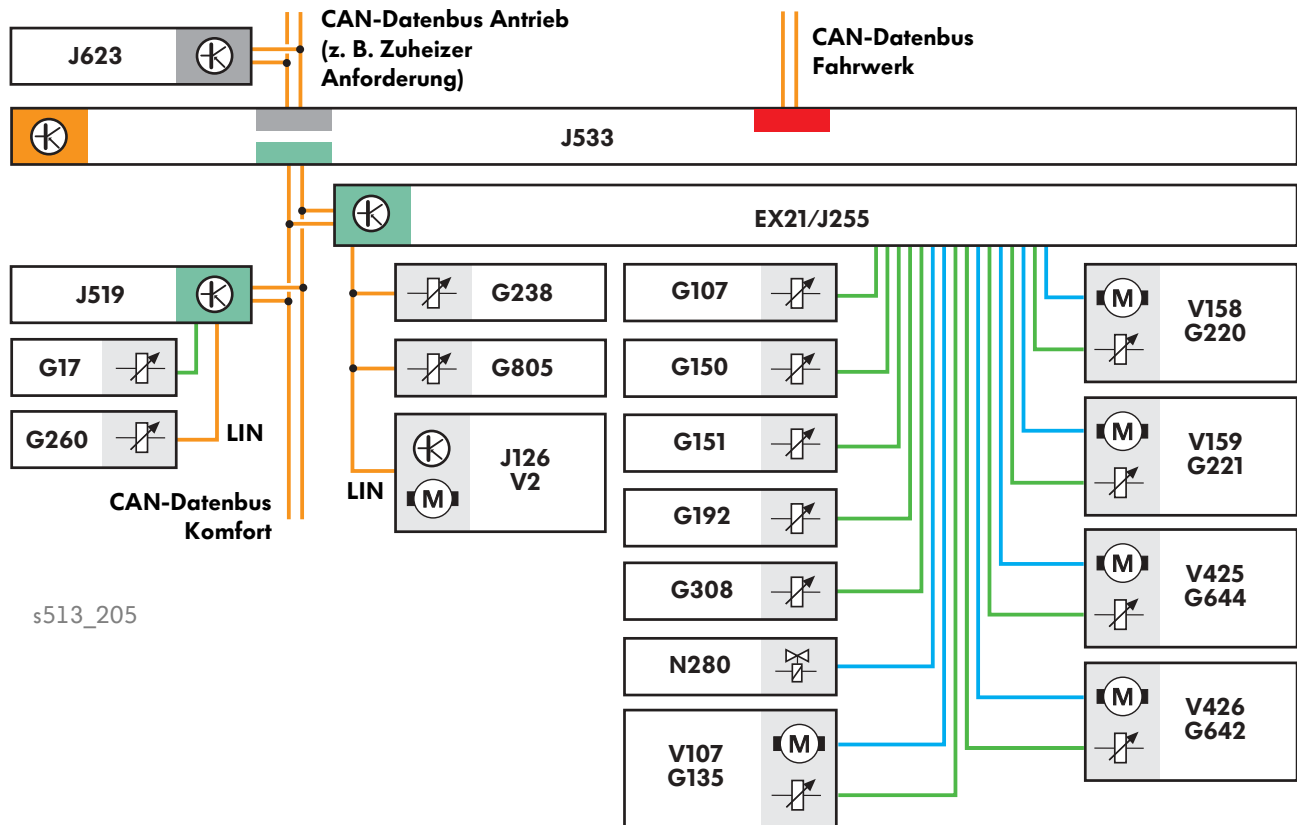 CAN-Datenbus Antrieb
(z. B. Zuheizer
Anforderung)
CAN-Datenbus
Fahrwerk
J623
J533
EX21/J255
J519
G17
G260
LIN
CAN-Datenbus
Komfort
G238
G805
J126
V2
LIN
G107
G150
G151
G192
G308
N280
V107
G135
M
M
V158
G220
M
V159
G221
M
V425
G644
M
V426
G642
M
s513_205